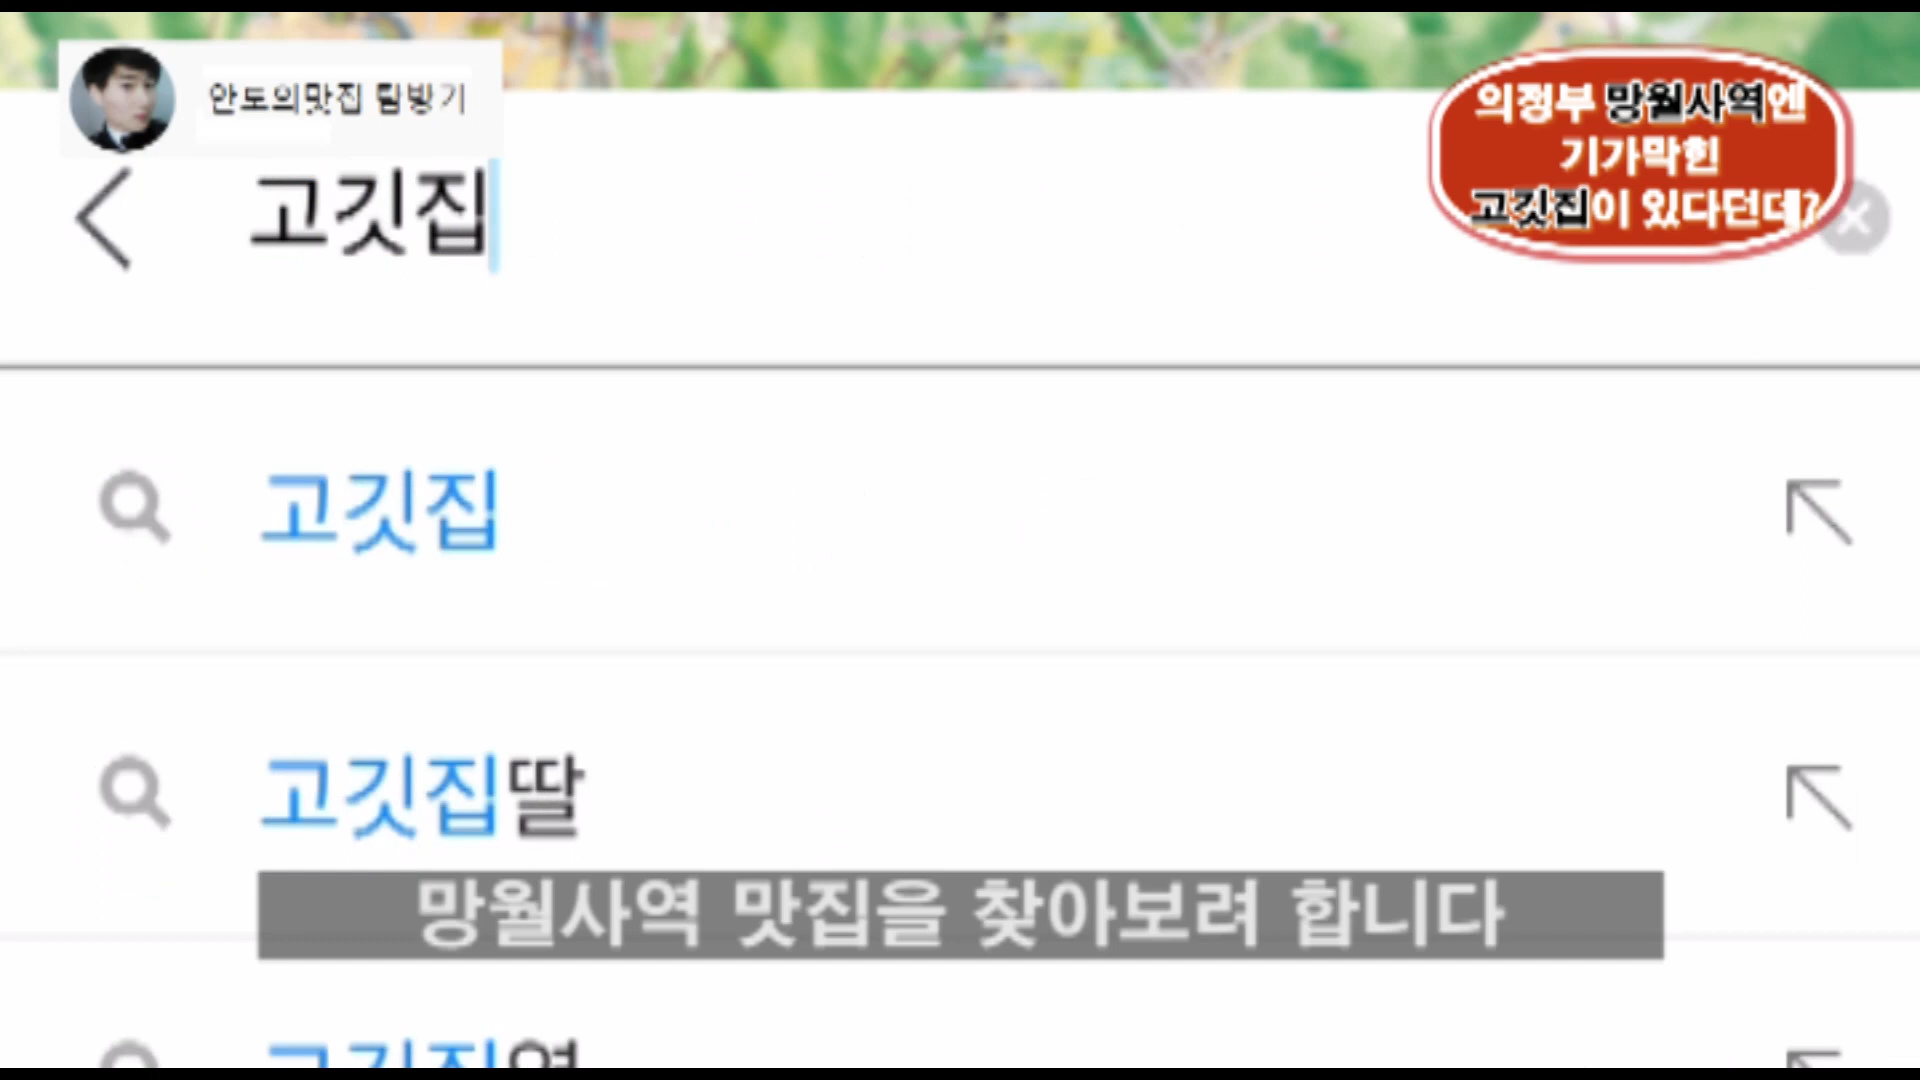 안토의맛집 탐방기
의정부 망월사역엔
기가막힌
고깃집이 있다던데?
고깃집
고깃집
고깃집딸
망월사역 맛집을 찾아보려 합니다